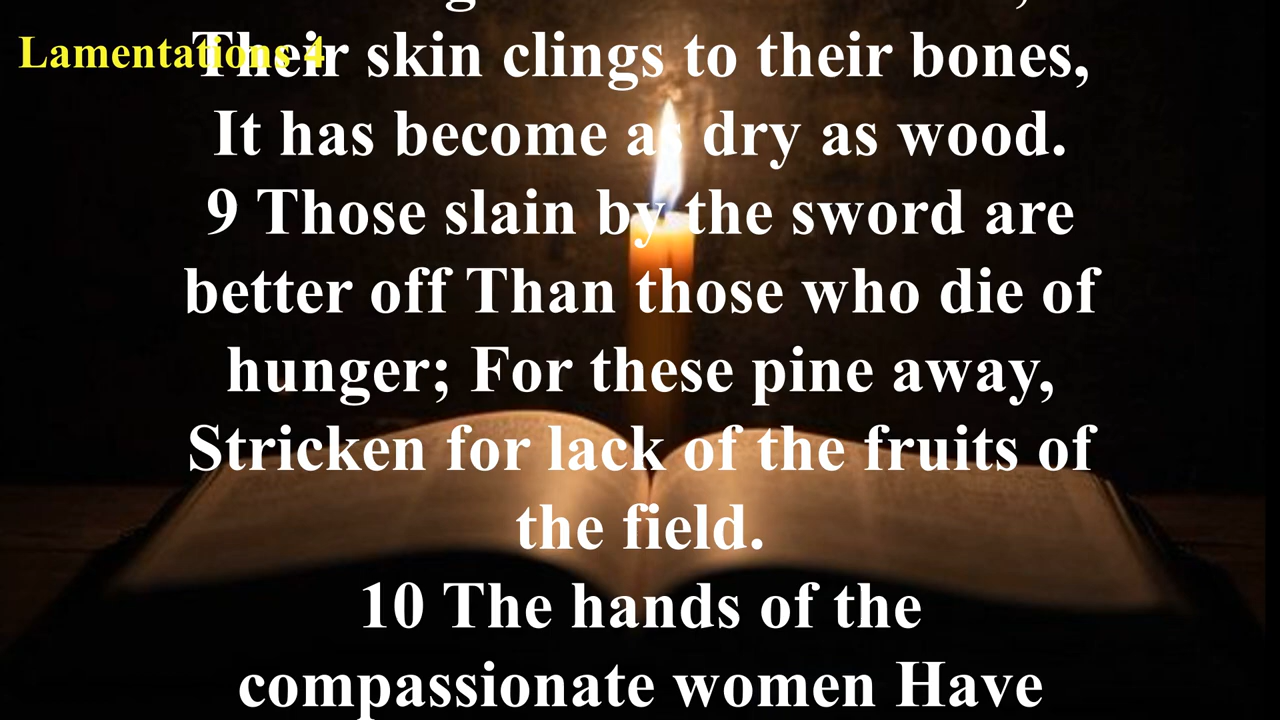 Lamentations 4
Their skin clings to their bones,
It has become as dry as wood.
9 Those slain by the sword are
better off Than those who die of
hunger; For these pine away,
Stricken for lack of the fruits of
the field.
10 The hands of the
compassionate women Have